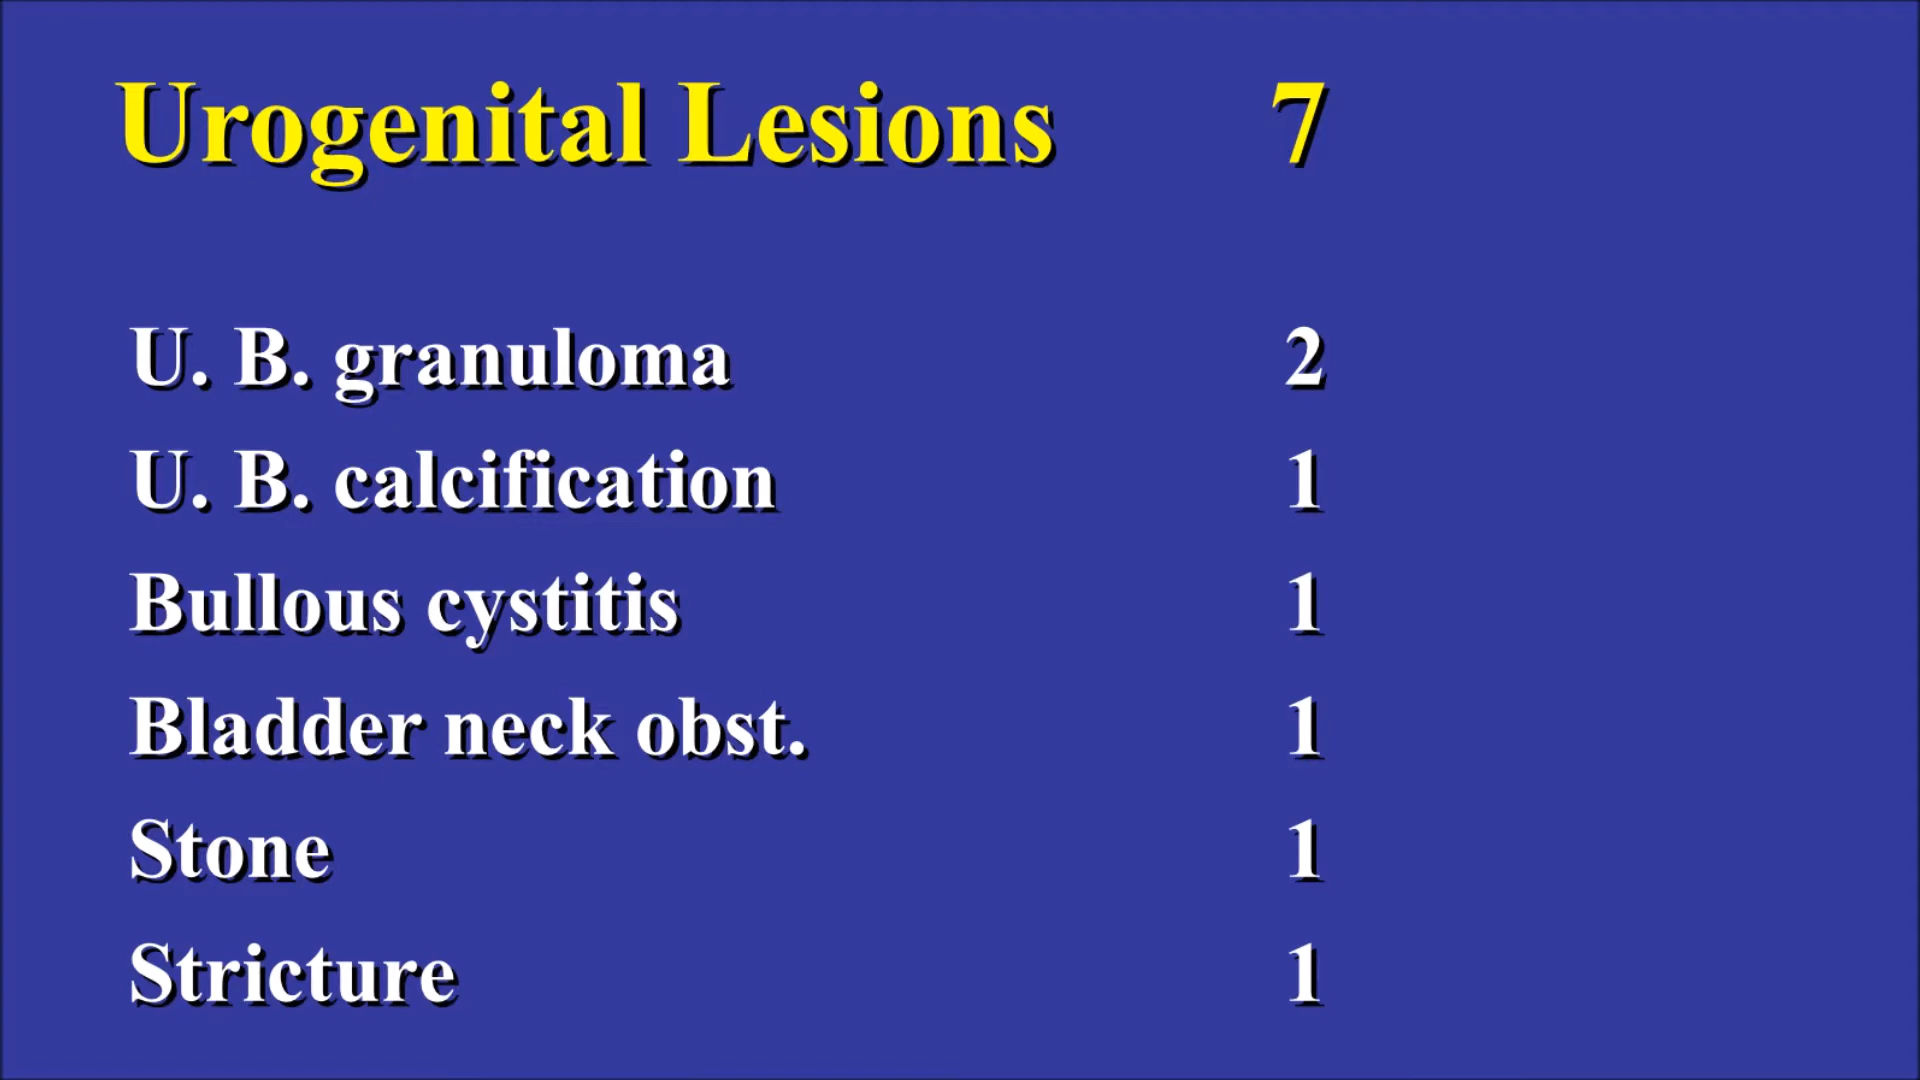 Urogenital Lesions 7
U. B. granuloma 2
U. B. calcification 1
Bullous cystitis 1
Bladder neck obst. 1
Stone 1
Stricture 1